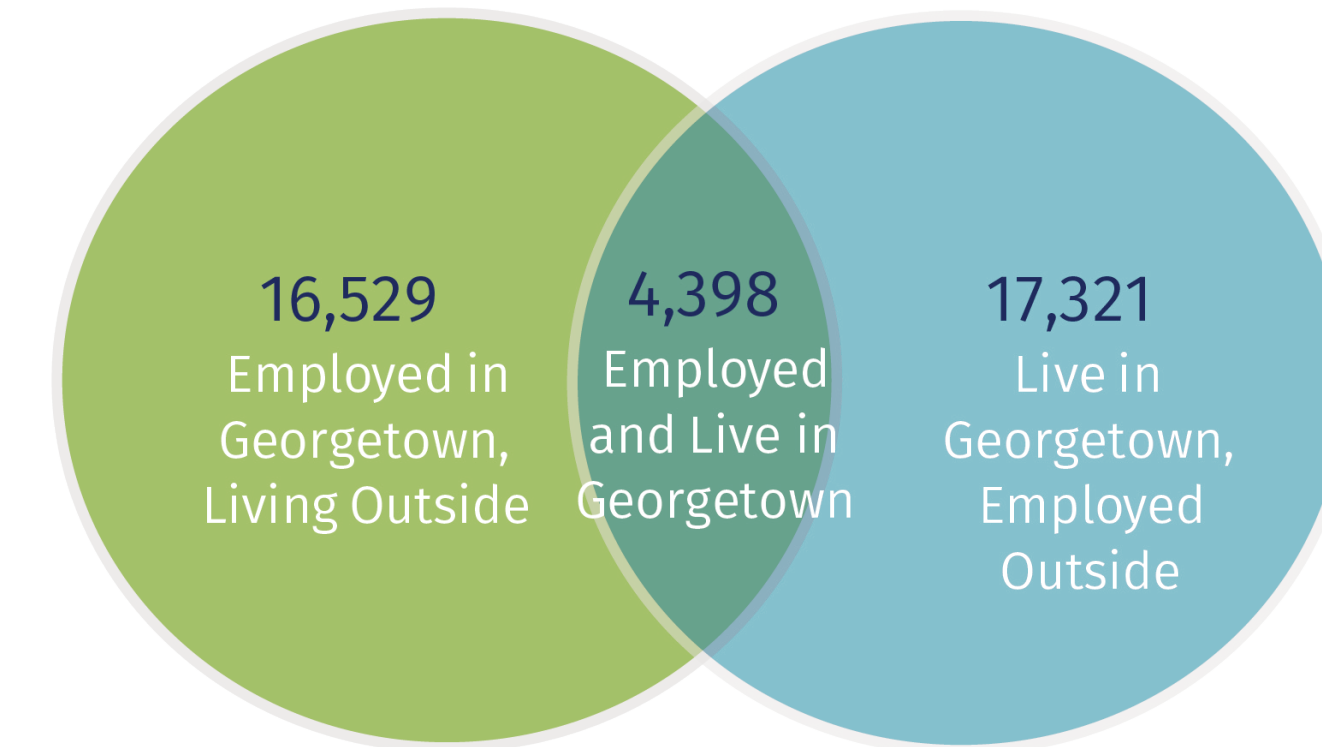 16,529
Employed in
Georgetown,
Living Outside
4,398
Employed
and Live in
Georgetown
17,321
Live in
Georgetown,
Employed
Outside